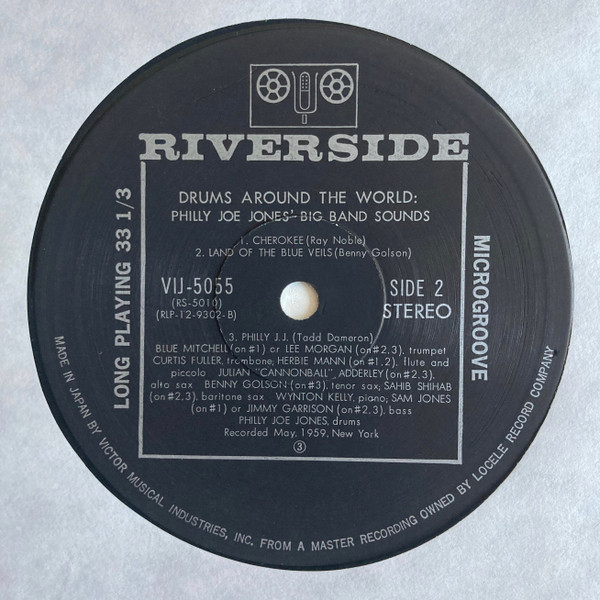 RIVERSIDE
DRUMS AROUND THE WORLD:
PHILLY JOE JONES' BIG BAND SOUNDS
1. CHEROKEE (Ray Noble)
2. LAND OF THE BLUE VEILS (Benny Golson)
VIJ-5055
(RS-5010)
(RLP-12-9302-B)
SIDE 2
STEREO
3. PHILLY J.J. (Tadd Dameron)
BLUE MITCHELL (on #1) or LEE MORGAN (on #2,3), trumpet
CURTIS FULLER, trombone, HERBIE MANN (on #1,2), flute and
piccolo JULIAN "CANNONBALL" ADDERLEY (on #2,3),
alto sax BENNY GOLSON (on #3), tenor sax, SAHIB SHIHAB
(on #2,3), baritone sax WYNTON KELLY, piano; SAM JONES
(on #1) or JIMMY GARRISON (on #2,3), bass
PHILLY JOE JONES, drums
Recorded May, 1959, New York
③
LONG PLAYING 33 1/3
MICROGROOVE
MADE IN JAPAN BY VICTOR MUSICAL INDUSTRIES, INC. FROM A MASTER RECORDING OWNED BY LOCELE RECORD COMPANY